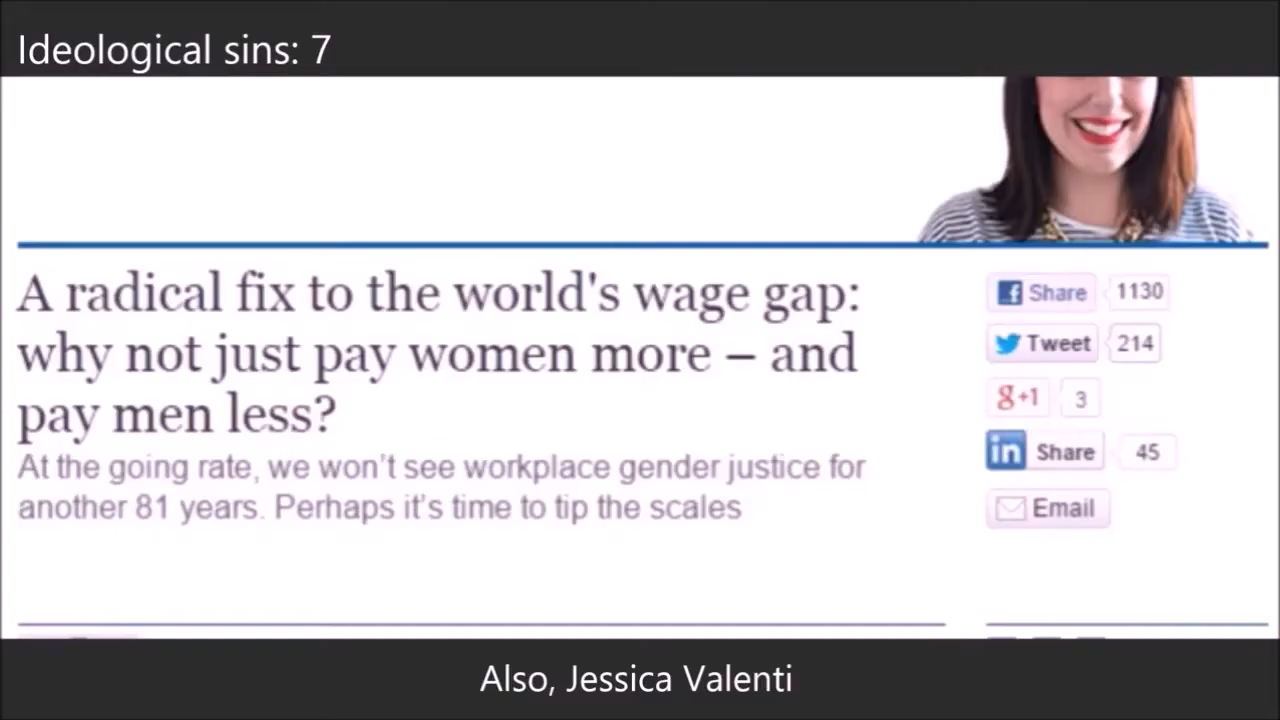 Ideological sins: 7
A radical fix to the world's wage gap:
why not just pay women more – and
pay men less?
At the going rate, we won't see workplace gender justice for
another 81 years. Perhaps it's time to tip the scales
f Share 1130
Tweet 214
g+1 3
in Share 45
Email
Also, Jessica Valenti